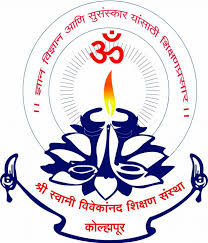 ॥ ज्ञान विज्ञान आणि सुसंस्कार यांसाठी शिक्षणप्रसार ॥
ॐ
श्री स्वामी विवेकानंद शिक्षण संस्था
कोल्हापूर